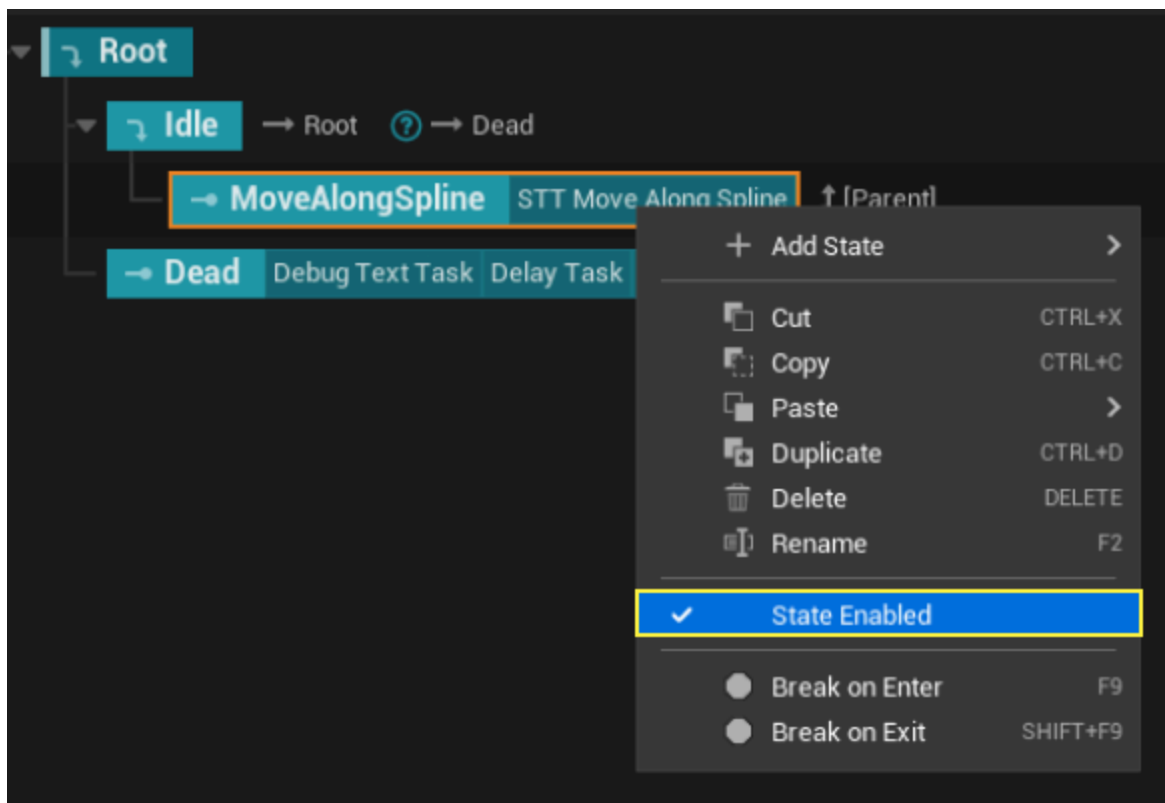 Root
Idle → Root ? → Dead
MoveAlongSpline STT Move Along Spline ↑ [Parent]
Dead Debug Text Task Delay Task
Add State
Cut CTRL+X
Copy CTRL+C
Paste
Duplicate CTRL+D
Delete DELETE
Rename F2
State Enabled
Break on Enter F9
Break on Exit SHIFT+F9